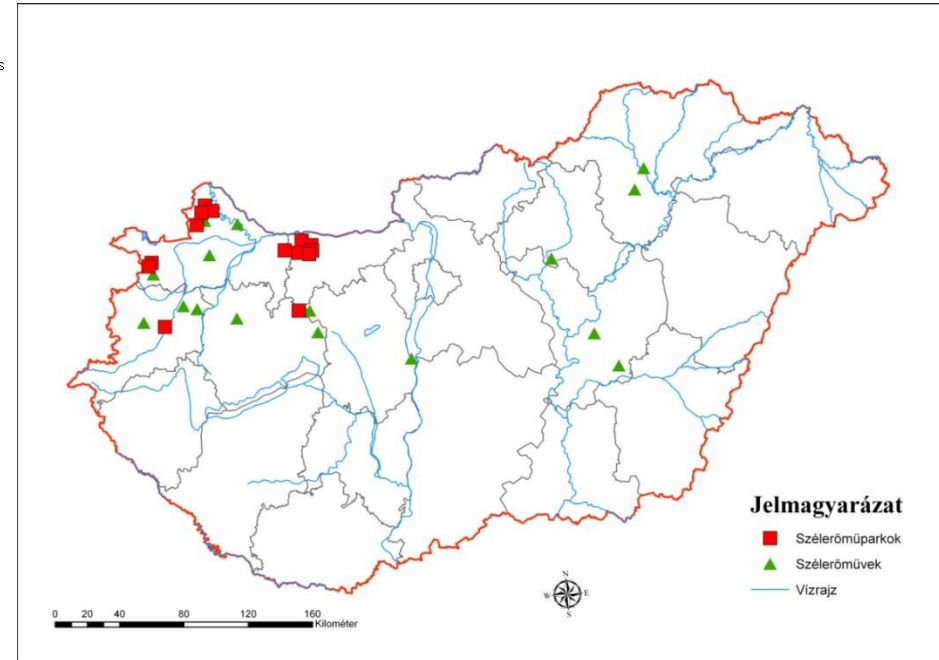 s
Jelmagyarázat
Szélerőműparkok
Szélerőművek
Vízrajz
N
W E
S
0 20 40 80 120 160
Kilométer